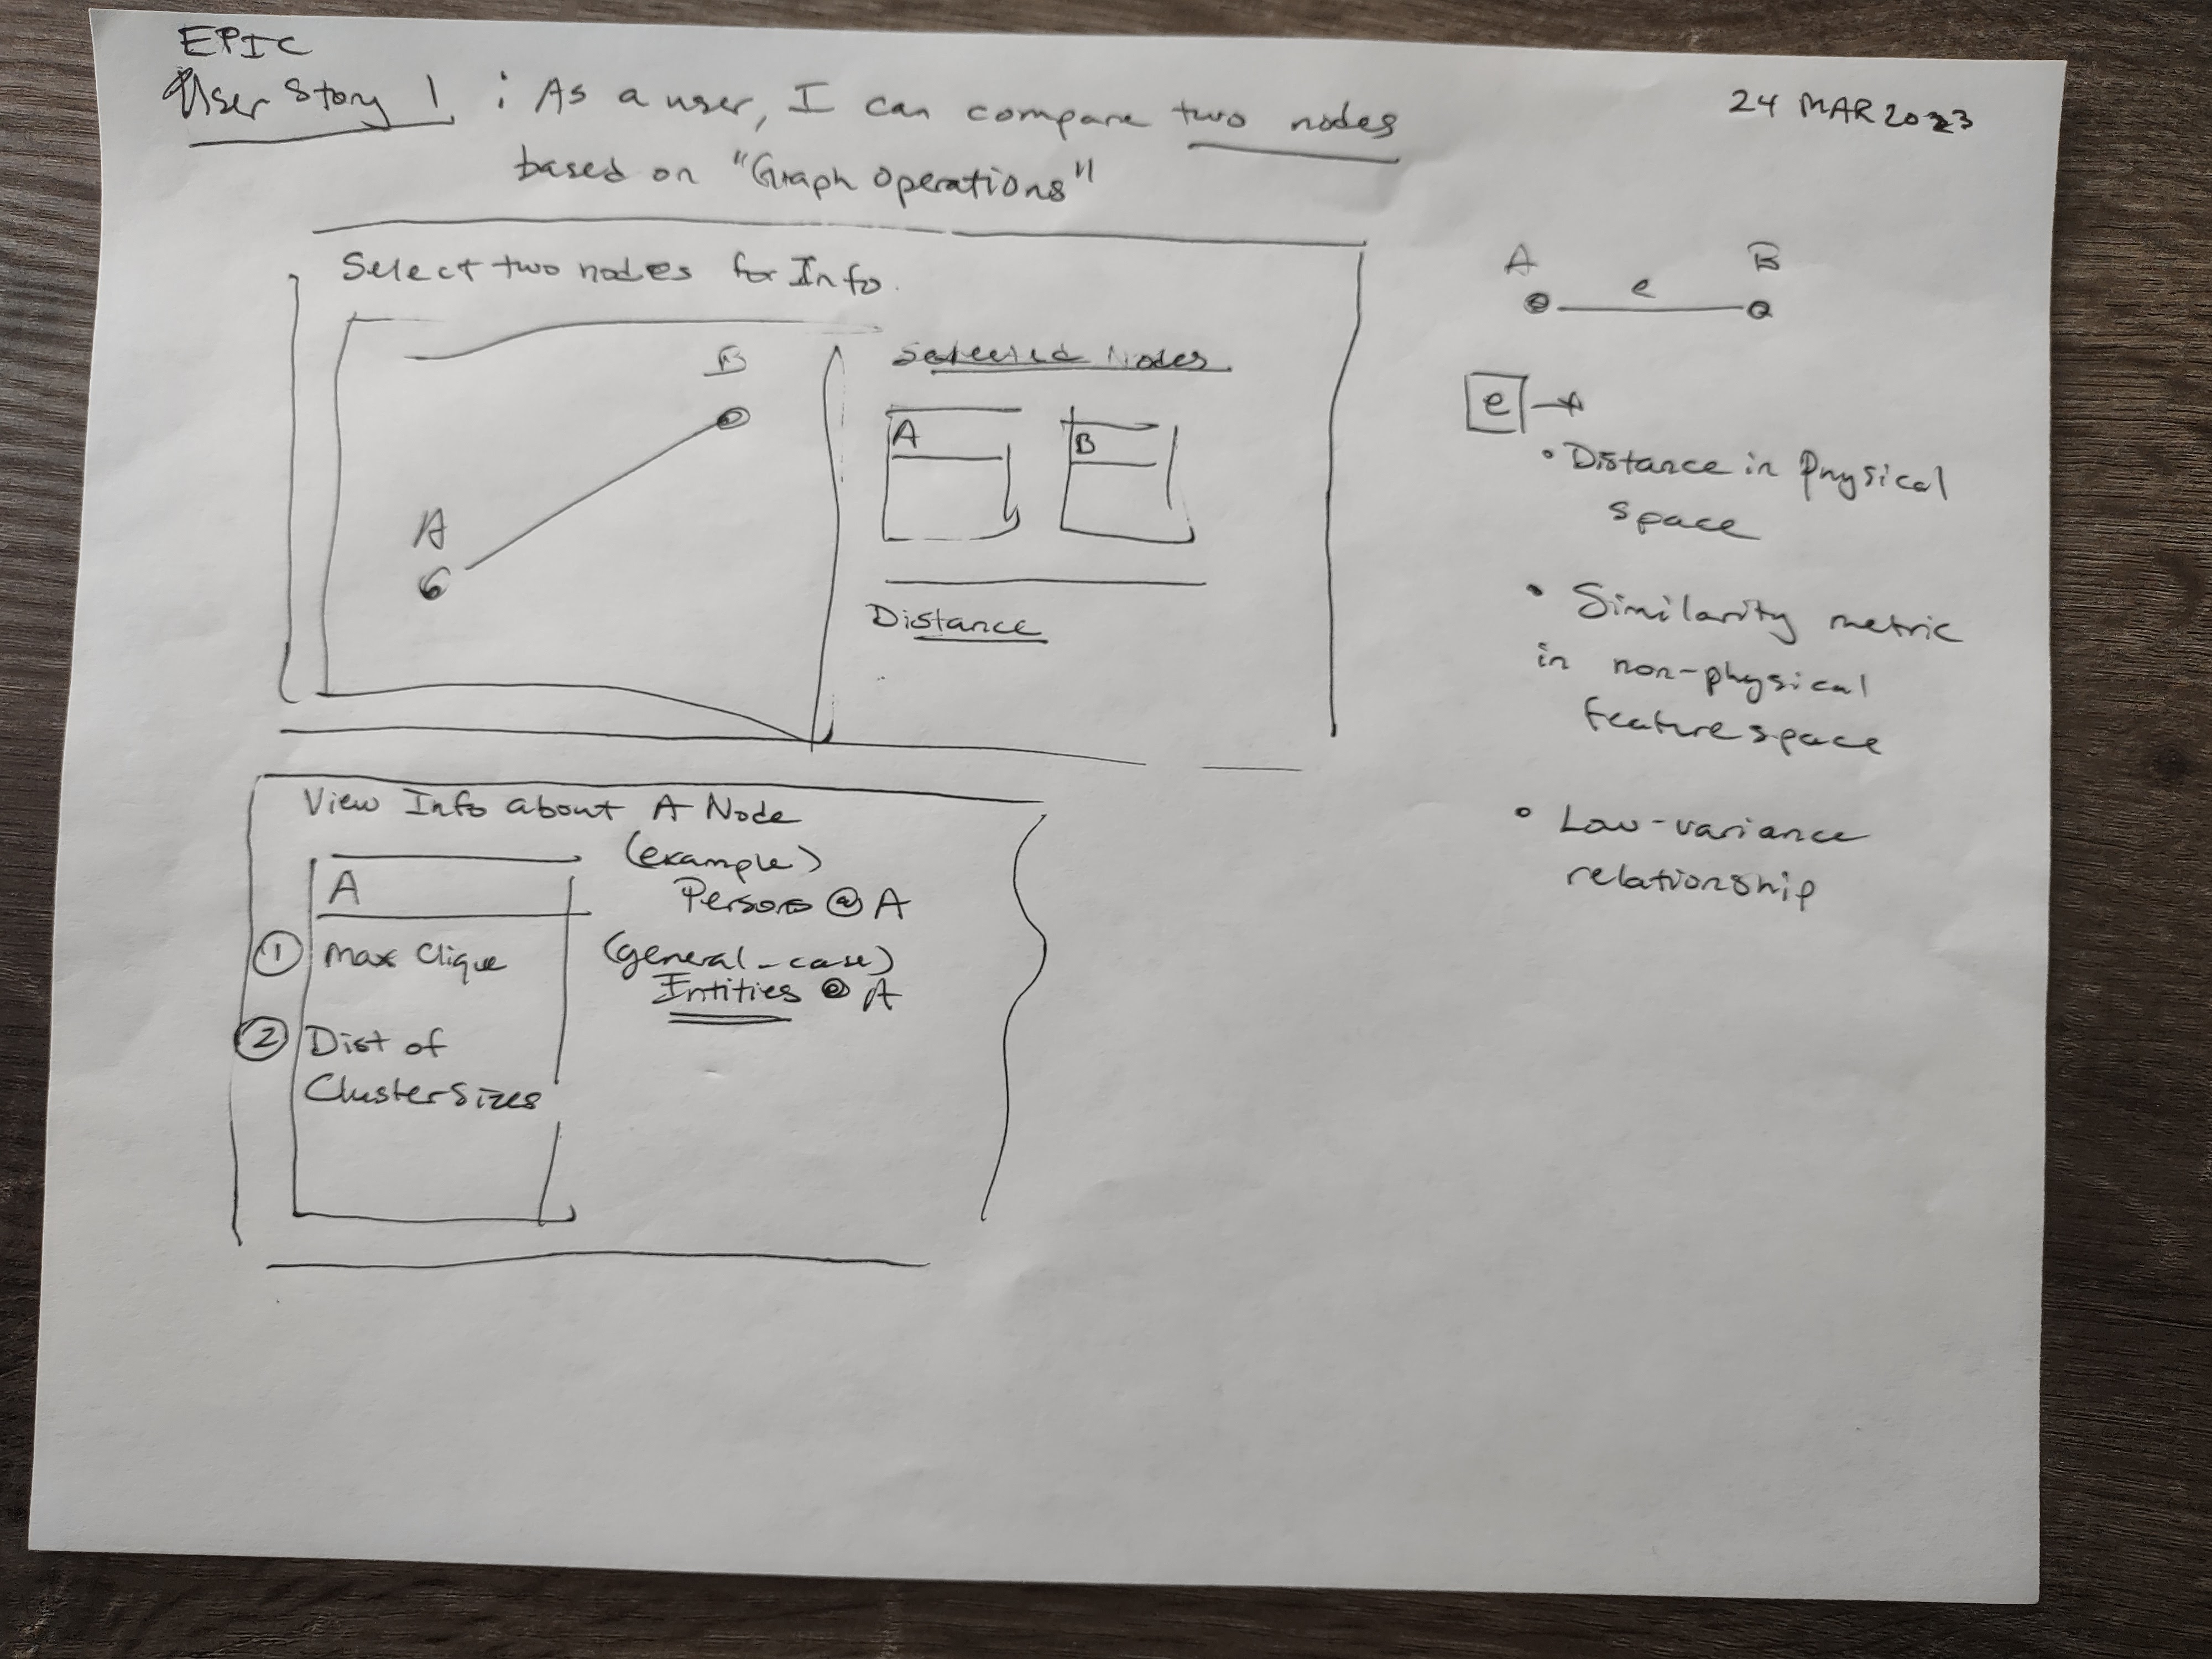 EPIC
User Story 1 : As a user, I can compare two nodes
based on "Graph Operations"
24 MAR 2023
Select two nodes for Info.
B
A
Selected Nodes
A
B
Distance
A
B
e
e
• Distance in Physical
space
• Similarity metric
in non-physical
feature space
• Low-variance
relationship
View Info about A Node
A
① Max Clique
② Dist of
Cluster Sizes
(example)
Persons @ A
(general-case)
Intities @ A